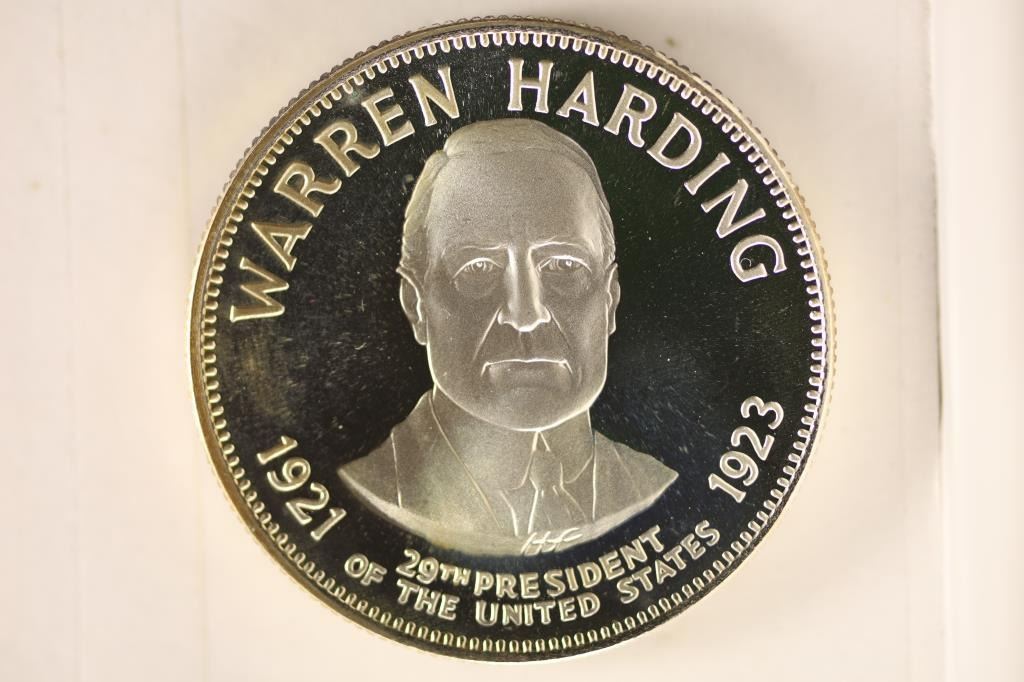 WARREN HARDING
1921 1923
29TH PRESIDENT
OF THE UNITED STATES